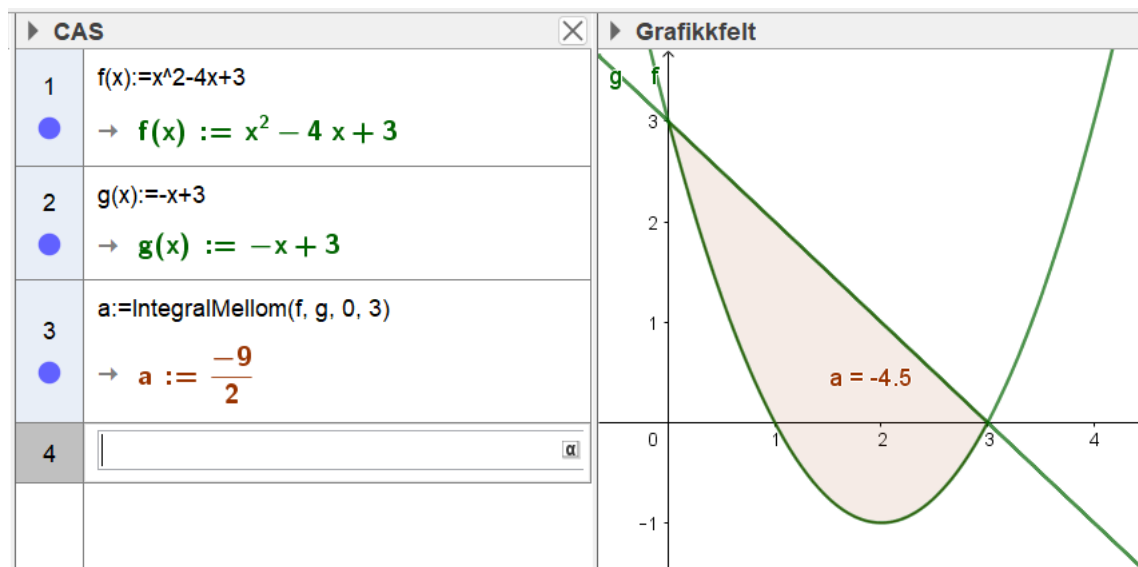 CAS
1
f(x):=x^2-4x+3
→ f(x) := x² − 4 x + 3
2
g(x):=-x+3
→ g(x) := −x + 3
3
a:=IntegralMellom(f, g, 0, 3)
→ a := −9/2
4
α
Grafikkfelt
g f
3
2
1
a = -4.5
0 1 2 3 4
−1